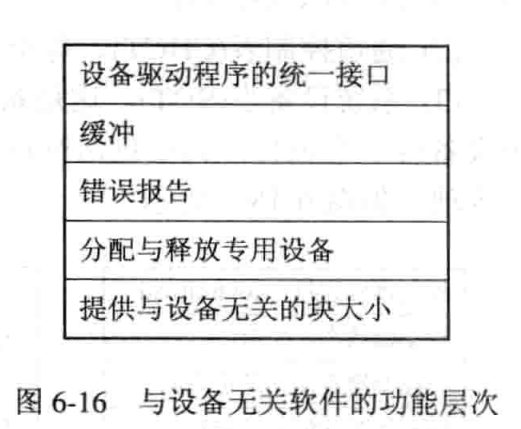 设备驱动程序的统一接口
缓冲
错误报告
分配与释放专用设备
提供与设备无关的块大小
图 6-16 与设备无关软件的功能层次